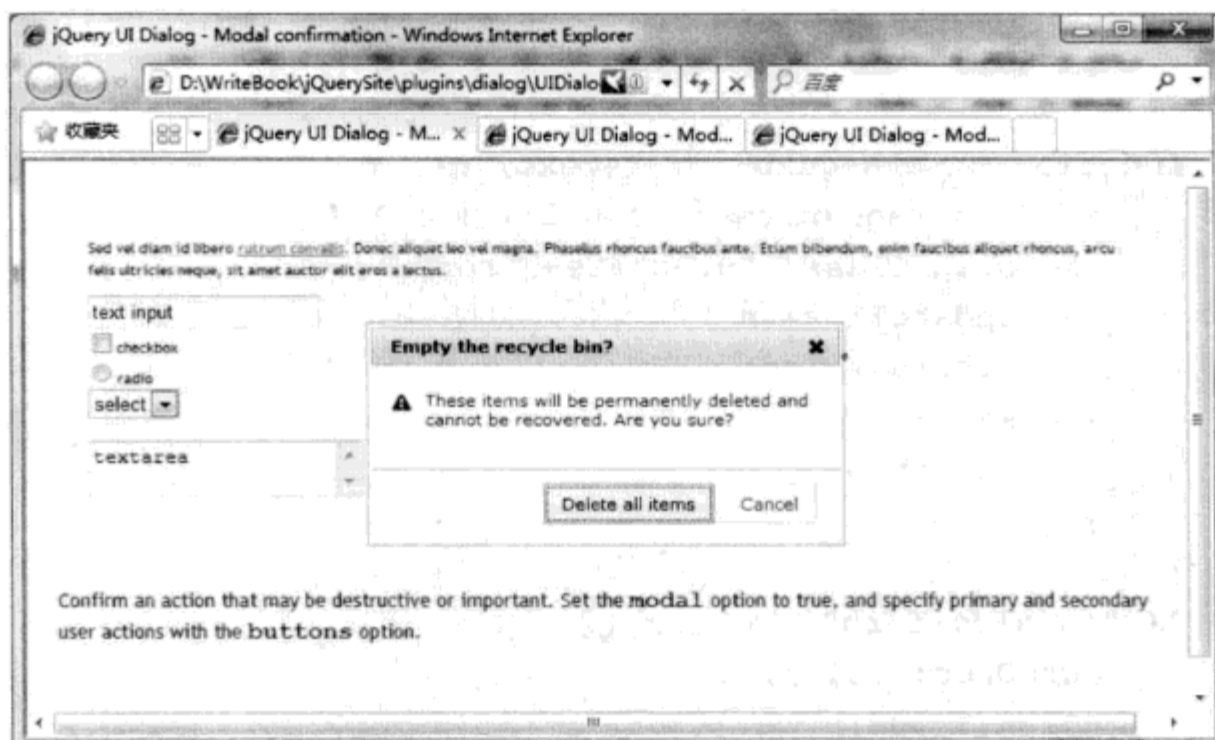 jQuery UI Dialog - Modal confirmation - Windows Internet Explorer
D:\WriteBook\jQuerySite\plugins\dialog\UIDialo
百度
收藏夹
jQuery UI Dialog - M...
jQuery UI Dialog - Mod...
jQuery UI Dialog - Mod...
Sed vel diam id libero rutrum convallis. Donec aliquet leo vel magna. Phasellus rhoncus faucibus ante. Etiam bibendum, enim faucibus aliquet rhoncus, arcu
felis ultricies neque, sit amet auctor elit eros a lectus.
text input
checkbox
radio
select
textarea
Empty the recycle bin?
These items will be permanently deleted and
cannot be recovered. Are you sure?
Delete all items
Cancel
Confirm an action that may be destructive or important. Set the modal option to true, and specify primary and secondary
user actions with the buttons option.